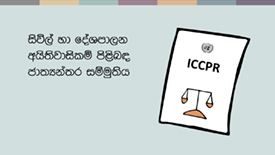 සිවිල් හා දේශපාලන
අයිතිවාසිකම් පිළිබඳ
ජාත්‍යන්තර සම්මුතිය
ICCPR